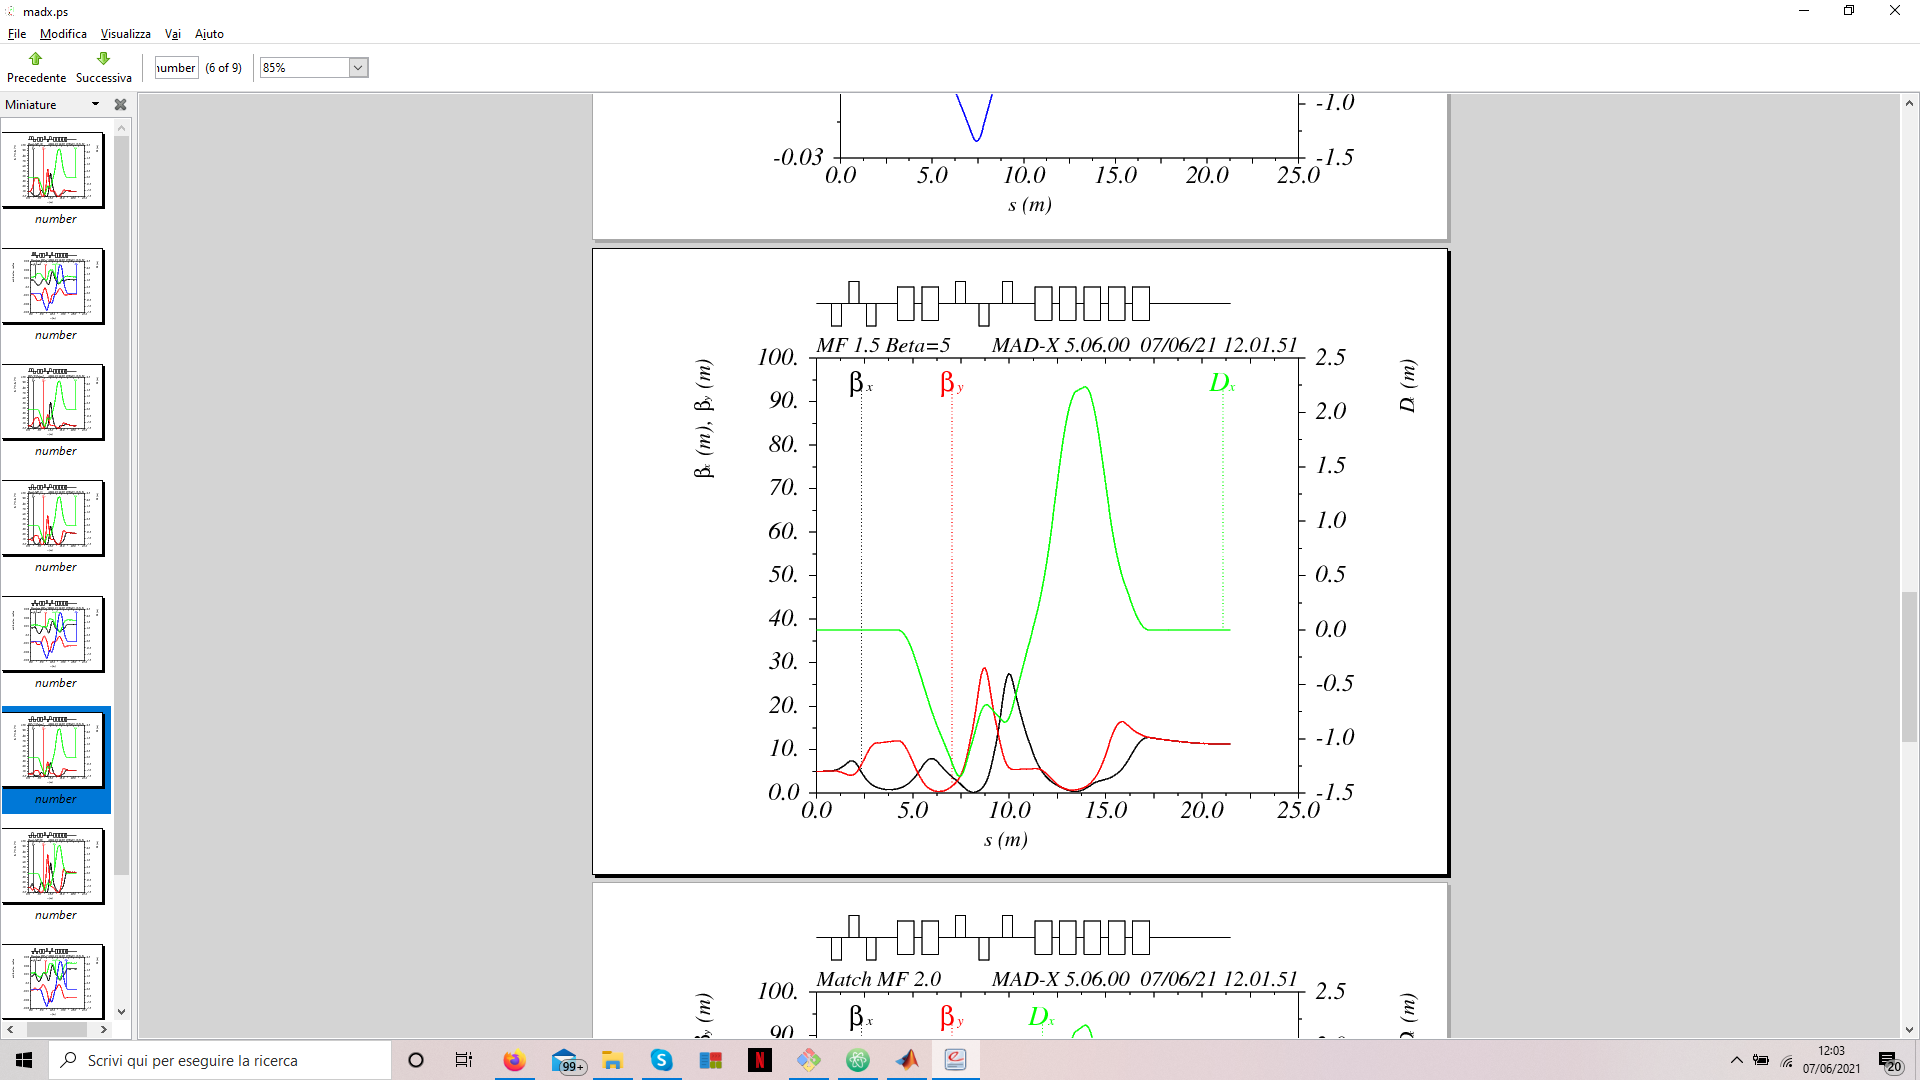 madx.ps
File Modifica Visualizza Vai Aiuto
Precedente Successiva number (6 of 9) 85%
Miniature
number
number
number
number
number
number
number
-0.03
-1.0
-1.5
0.0 5.0 10.0 15.0 20.0 25.0
s (m)
MF 1.5 Beta=5 MAD-X 5.06.00 07/06/21 12.01.51
βx (m), βy (m)
Dx (m)
βx βy Dx
100.
90.
80.
70.
60.
50.
40.
30.
20.
10.
0.0
2.5
2.0
1.5
1.0
0.5
0.0
-0.5
-1.0
-1.5
0.0 5.0 10.0 15.0 20.0 25.0
s (m)
Match MF 2.0 MAD-X 5.06.00 07/06/21 12.01.51
100.
90
2.5
βy (m)
(m)
βx βy Dx
Scrivi qui per eseguire la ricerca
99+
12:03
07/06/2021
20